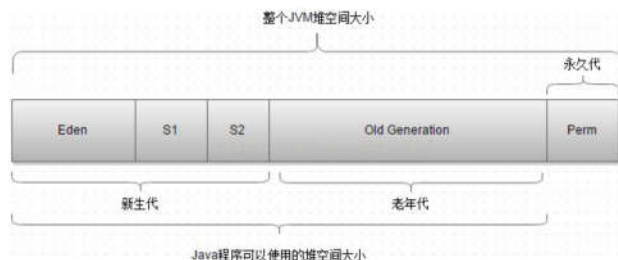 整个JVM堆空间大小
永久代
Eden S1 S2 Old Generation Perm
新生代 老年代
Java程序可以使用的堆空间大小